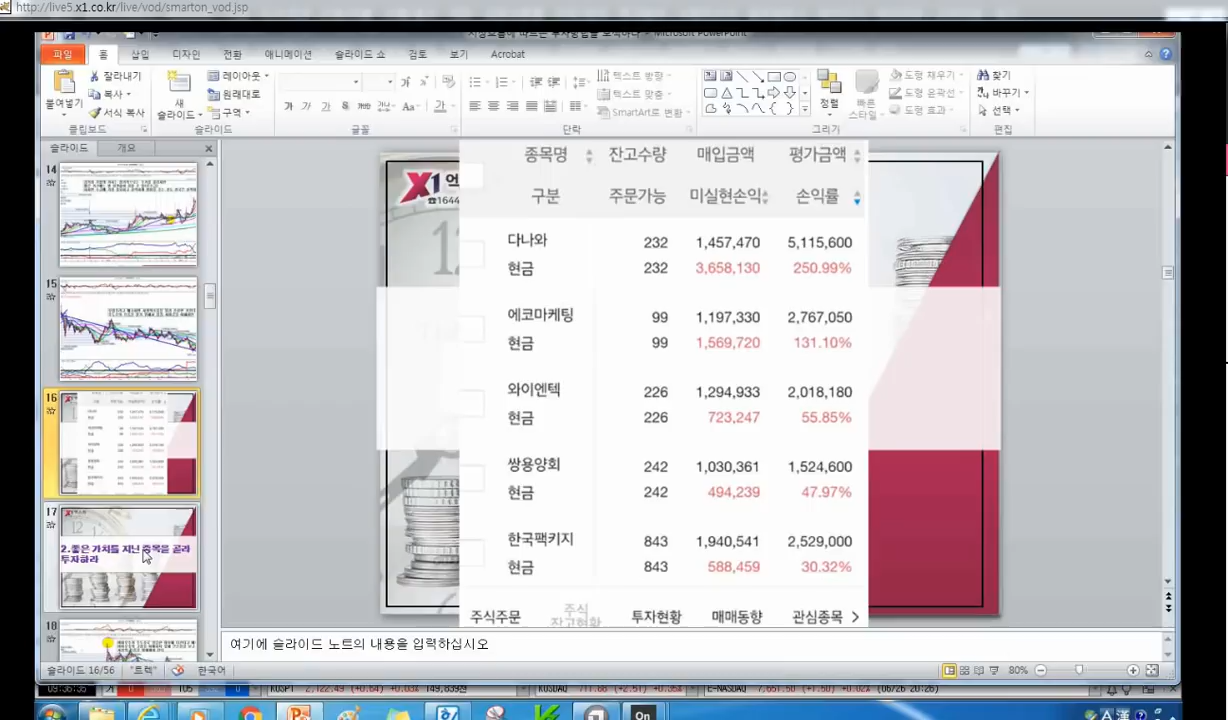 http://live5.x1.co.kr/live/vod/smarton_vod.jsp
파일 홈 삽입 디자인 전환 애니메이션 슬라이드 쇼 검토 보기 Acrobat
붙여넣기
잘라내기
복사
서식 복사
클립보드
새 슬라이드
레이아웃
원래대로
구역
슬라이드
글꼴
텍스트 방향
텍스트 맞춤
SmartArt로 변환
단락
정렬
빠른 스타일
도형 채우기
도형 윤곽선
도형 효과
그리기
찾기
바꾸기
선택
편집
슬라이드 개요
14
15
16
17
2.좋은 가치를 지닌 종목을 골라
투자하라
18
X1
☎1644
종목명 잔고수량 매입금액 평가금액
구분 주문가능 미실현손익 손익률
다나와 232 1,457,470 5,115,600
현금 232 3,658,130 250.99%
에코마케팅 99 1,197,330 2,767,050
현금 99 1,569,720 131.10%
와이엔텍 226 1,294,933 2,018,180
현금 226 723,247 55.85%
쌍용양회 242 1,030,361 1,524,600
현금 242 494,239 47.97%
한국팩키지 843 1,940,541 2,529,000
현금 843 588,459 30.32%
주식주문 주식 잔고현황 투자현황 매매동향 관심종목
여기에 슬라이드 노트의 내용을 입력하십시오
슬라이드 16/56 "트렉" 한국어 80%
On